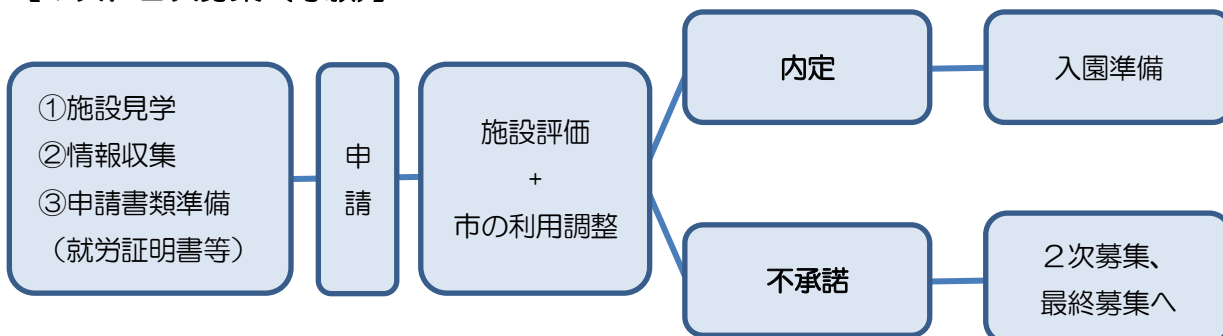 ①施設見学
②情報収集
③申請書類準備
（就労証明書等）
申
請
施設評価
+
市の利用調整
内定
入園準備
不承諾
２次募集、
最終募集へ